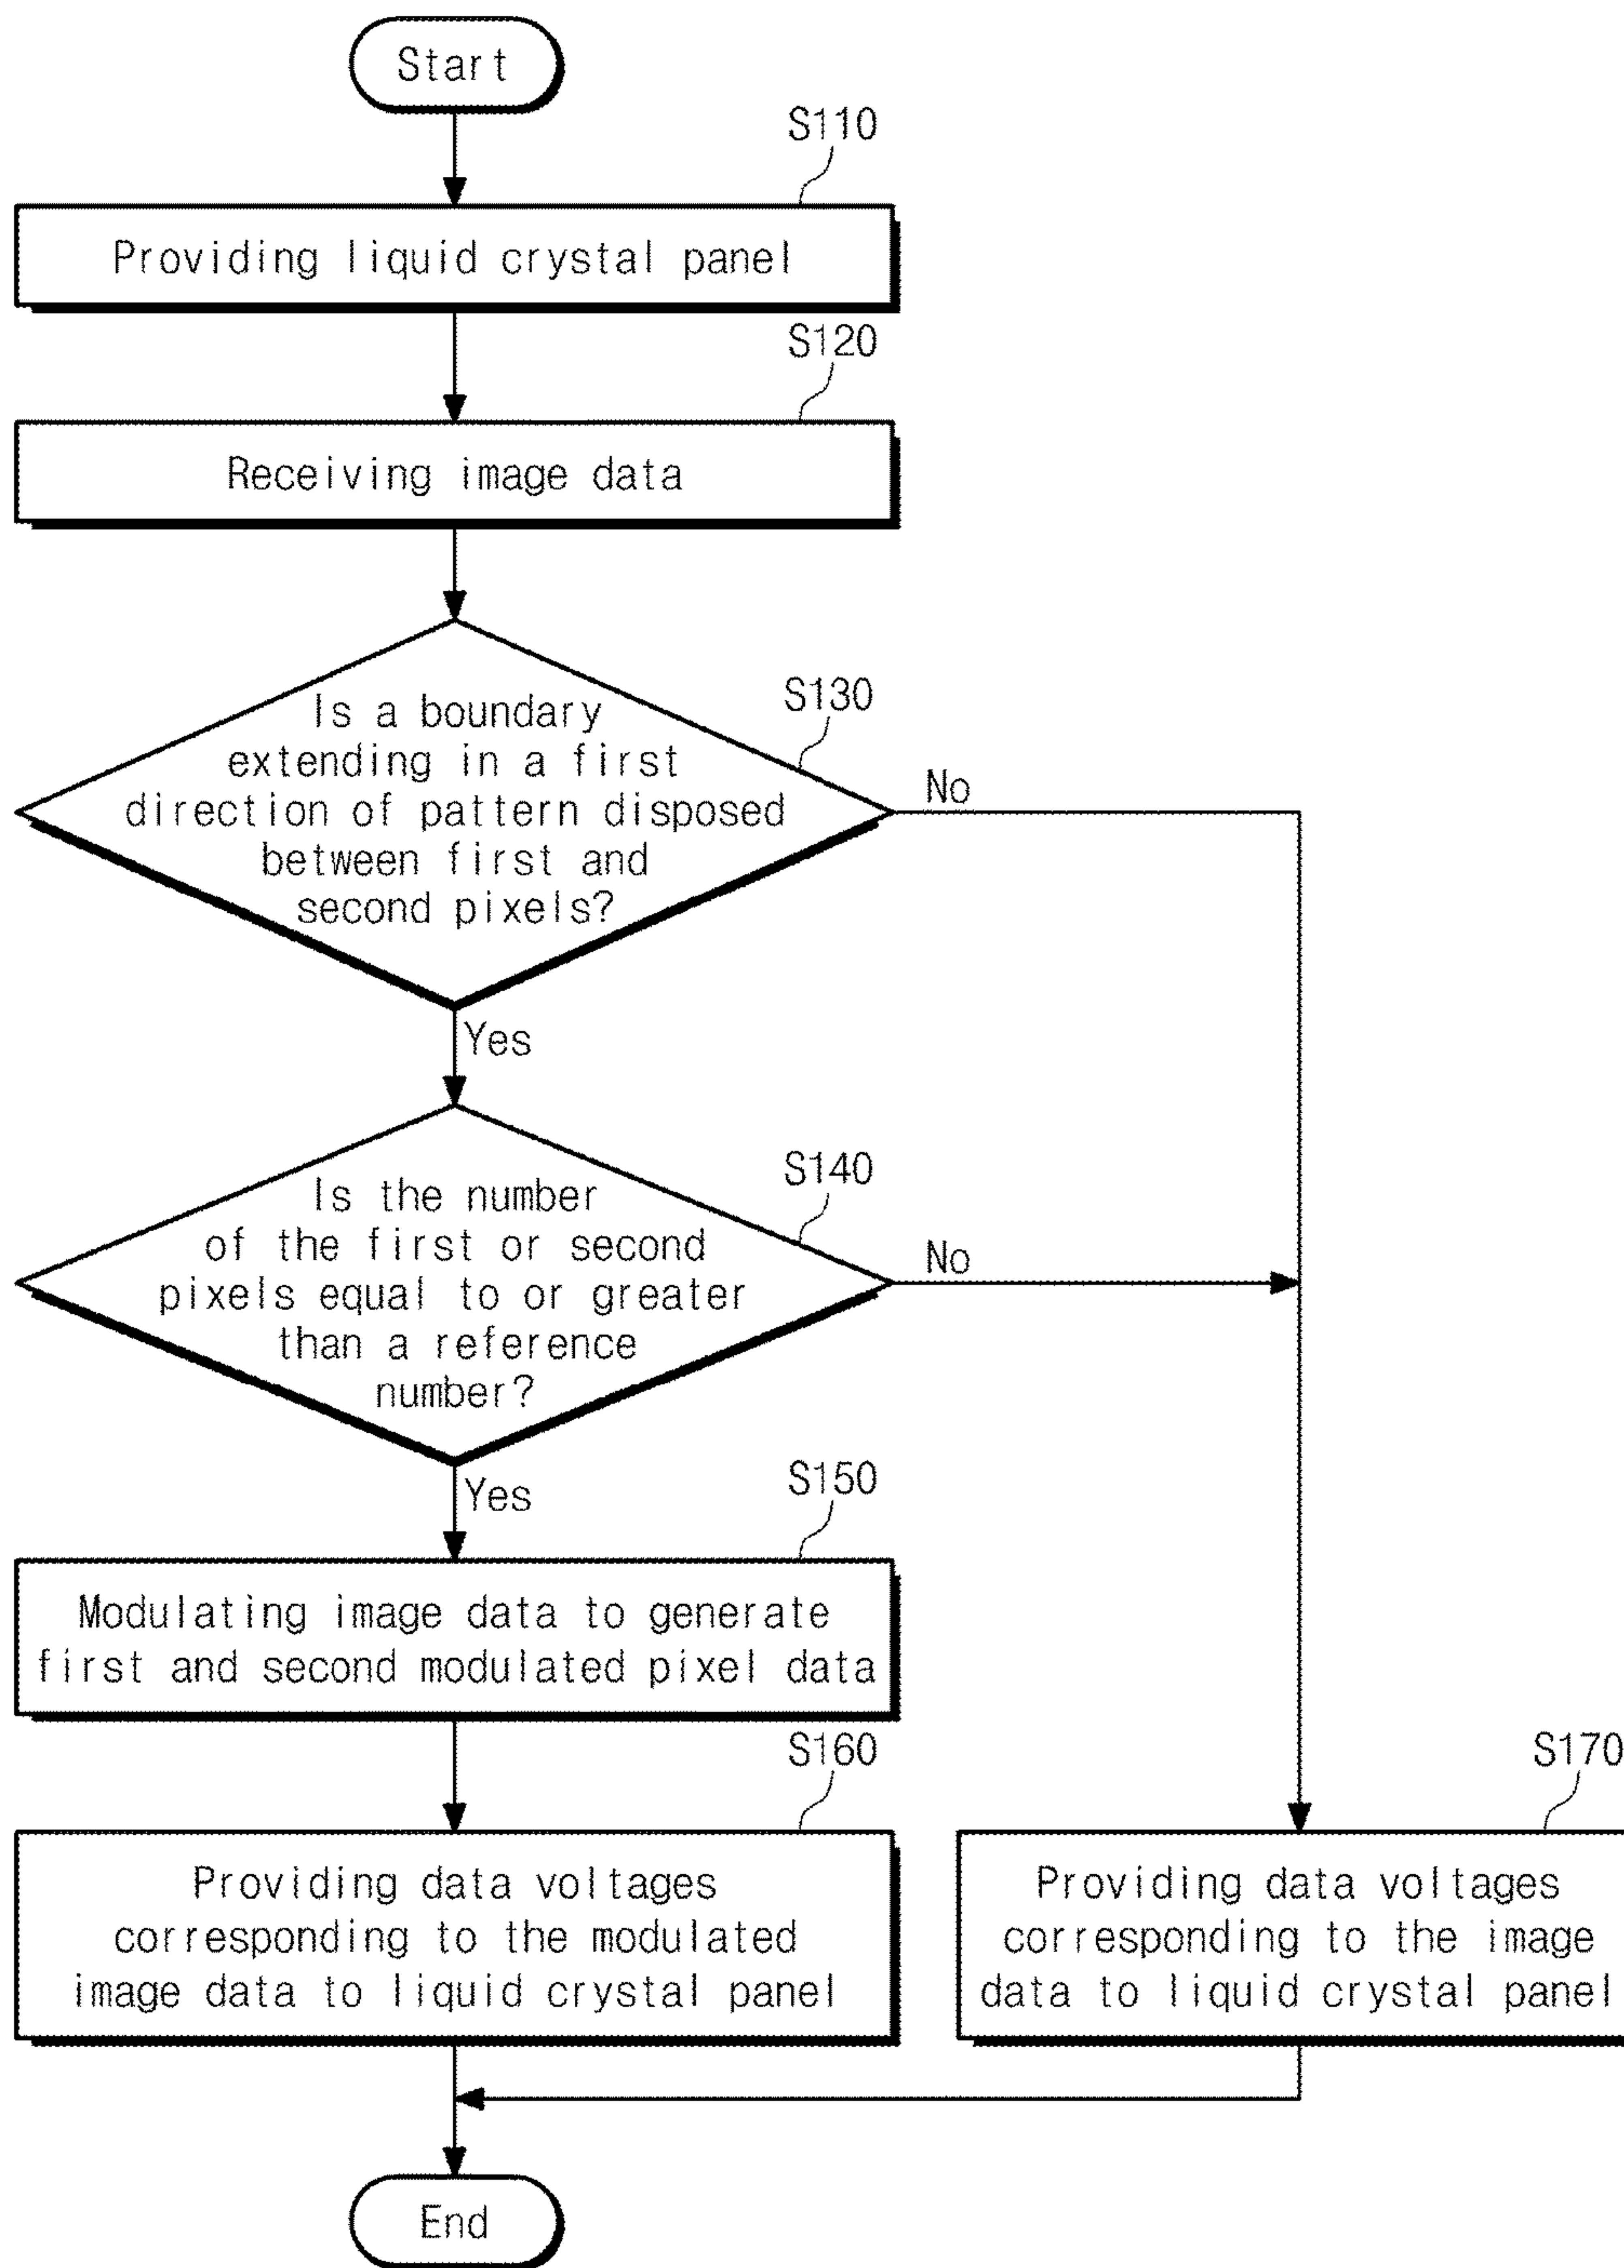 Start
S110
Providing liquid crystal panel
S120
Receiving image data
S130
Is a boundary
extending in a first
direction of pattern disposed
between first and
second pixels?
No
Yes
S140
Is the number
of the first or second
pixels equal to or greater
than a reference
number?
No
Yes
S150
Modulating image data to generate
first and second modulated pixel data
S160
Providing data voltages
corresponding to the modulated
image data to liquid crystal panel
S170
Providing data voltages
corresponding to the image
data to liquid crystal panel
End